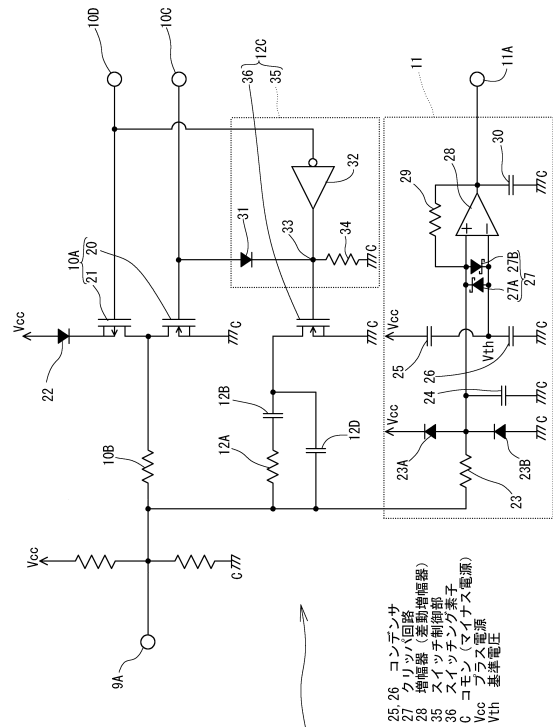 10D
10C
12C
36
35
10A
21
20
Vcc
22
31
33
34
32
C
C
C
10B
12B
12A
12D
Vcc
C
9A
11
11A
29
28
30
C
27B
27A
27
Vcc
25
Vth
26
C
24
C
Vcc
23A
23B
C
23
25,26 コンデンサ
27 クリッパ回路
28 増幅器(差動増幅器)
35 スイッチ制御部
36 スイッチング素子
C コモン(マイナス電源)
Vcc プラス電源
Vth 基準電圧